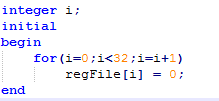 integer i;
initial
begin
    for(i=0;i<32;i=i+1)
        regFile[i] = 0;
end